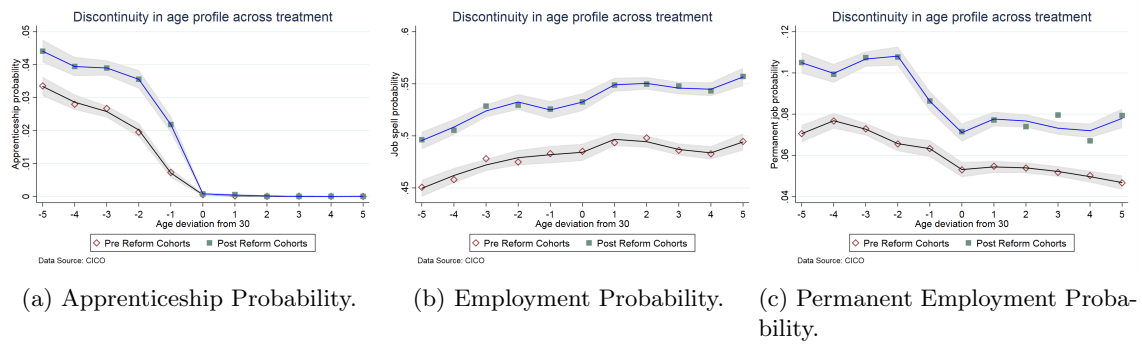 Discontinuity in age profile across treatment
Apprenticeship probability
.05
.04
.03
.02
.01
0
-5 -4 -3 -2 -1 0 1 2 3 4 5
Age deviation from 30
Pre Reform Cohorts Post Reform Cohorts
Data Source: CICO
(a) Apprenticeship Probability.
Discontinuity in age profile across treatment
Job spell probability
.6
.55
.5
.45
-5 -4 -3 -2 -1 0 1 2 3 4 5
Age deviation from 30
Pre Reform Cohorts Post Reform Cohorts
Data Source: CICO
(b) Employment Probability.
Discontinuity in age profile across treatment
Permanent job probability
.12
.1
.08
.06
.04
-5 -4 -3 -2 -1 0 1 2 3 4 5
Age deviation from 30
Pre Reform Cohorts Post Reform Cohorts
Data Source: CICO
(c) Permanent Employment Proba-
bility.